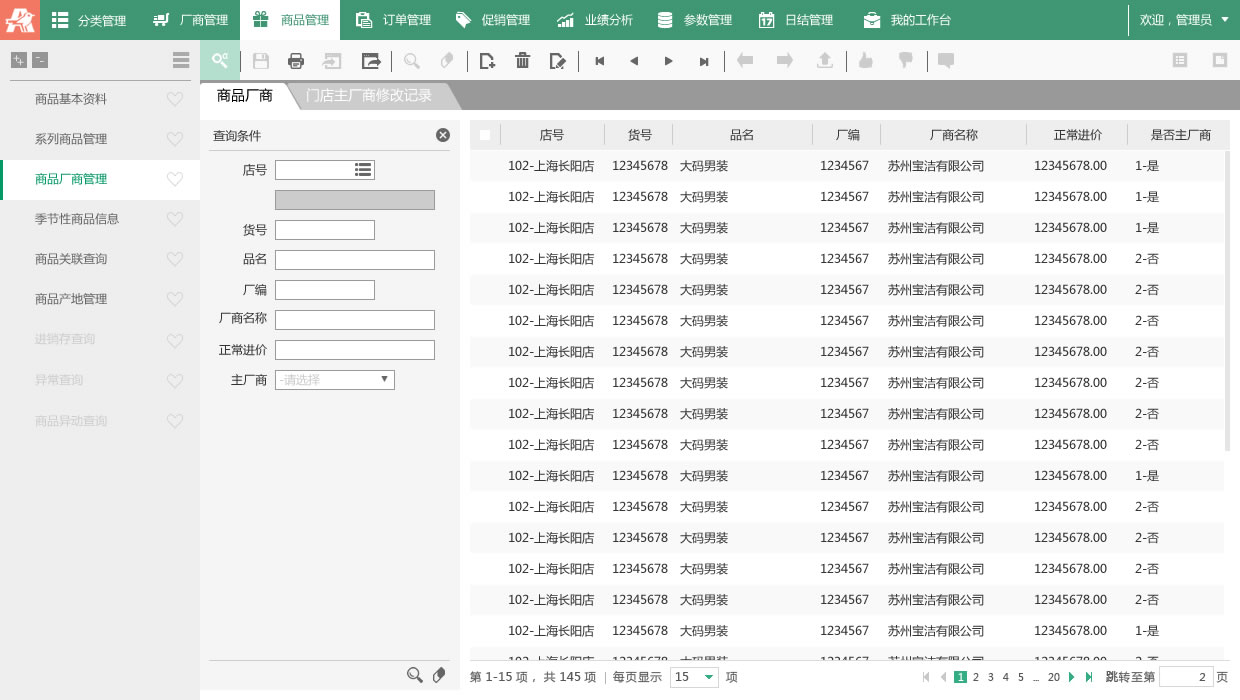 分类管理 厂商管理 商品管理 订单管理 促销管理 业绩分析 参数管理 日结管理 我的工作台 欢迎，管理员
商品基本资料
系列商品管理
商品厂商管理
季节性商品信息
商品关联查询
商品产地管理
进销存查询
异常查询
商品异动查询
商品厂商 门店主厂商修改记录
查询条件
店号
货号
品名
厂编
厂商名称
正常进价
主厂商 -请选择
店号 货号 品名 厂编 厂商名称 正常进价 是否主厂商
102-上海长阳店 12345678 大码男装 1234567 苏州宝洁有限公司 12345678.00 1-是
102-上海长阳店 12345678 大码男装 1234567 苏州宝洁有限公司 12345678.00 1-是
102-上海长阳店 12345678 大码男装 1234567 苏州宝洁有限公司 12345678.00 1-是
102-上海长阳店 12345678 大码男装 1234567 苏州宝洁有限公司 12345678.00 2-否
102-上海长阳店 12345678 大码男装 1234567 苏州宝洁有限公司 12345678.00 2-否
102-上海长阳店 12345678 大码男装 1234567 苏州宝洁有限公司 12345678.00 2-否
102-上海长阳店 12345678 大码男装 1234567 苏州宝洁有限公司 12345678.00 2-否
102-上海长阳店 12345678 大码男装 1234567 苏州宝洁有限公司 12345678.00 2-否
102-上海长阳店 12345678 大码男装 1234567 苏州宝洁有限公司 12345678.00 2-否
102-上海长阳店 12345678 大码男装 1234567 苏州宝洁有限公司 12345678.00 2-否
102-上海长阳店 12345678 大码男装 1234567 苏州宝洁有限公司 12345678.00 1-是
102-上海长阳店 12345678 大码男装 1234567 苏州宝洁有限公司 12345678.00 2-否
102-上海长阳店 12345678 大码男装 1234567 苏州宝洁有限公司 12345678.00 2-否
102-上海长阳店 12345678 大码男装 1234567 苏州宝洁有限公司 12345678.00 2-否
102-上海长阳店 12345678 大码男装 1234567 苏州宝洁有限公司 12345678.00 2-否
102-上海长阳店 12345678 大码男装 1234567 苏州宝洁有限公司 12345678.00 1-是
第 1-15 项，共 145 项 | 每页显示 15 项 1 2 3 4 5 ... 20 跳转至第 2 页